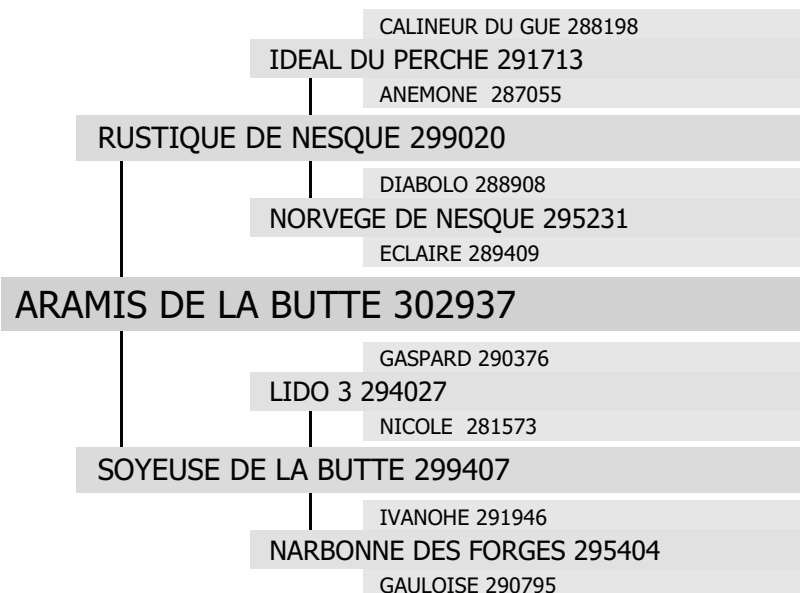 CALINEUR DU GUE 288198
IDEAL DU PERCHE 291713
ANEMONE  287055
RUSTIQUE DE NESQUE 299020
DIABOLO 288908
NORVEGE DE NESQUE 295231
ECLAIRE 289409
ARAMIS DE LA BUTTE 302937
GASPARD 290376
LIDO 3 294027
NICOLE  281573
SOYEUSE DE LA BUTTE 299407
IVANOHE 291946
NARBONNE DES FORGES 295404
GAULOISE 290795